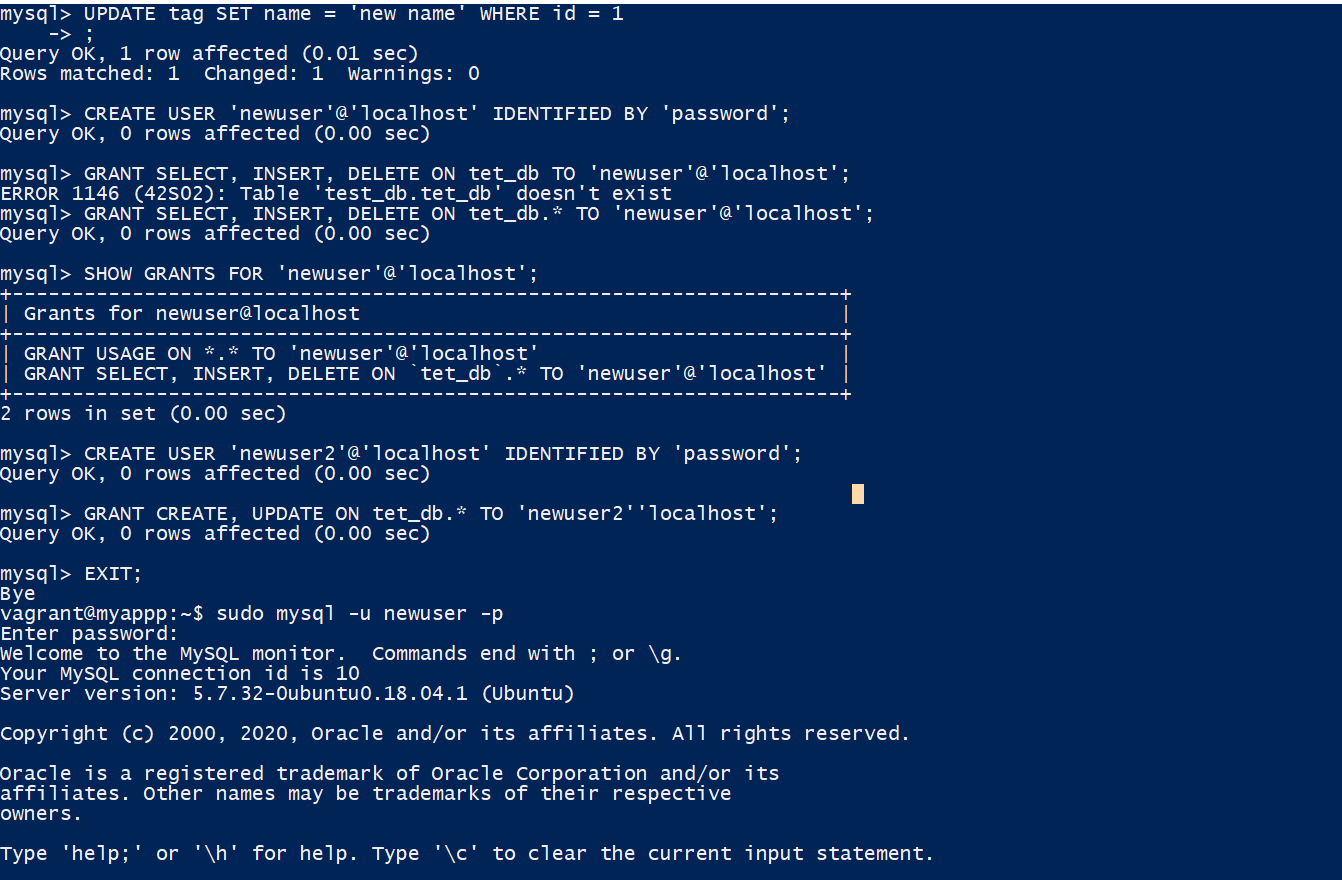 mysql> UPDATE tag SET name = 'new name' WHERE id = 1
    -> ;
Query OK, 1 row affected (0.01 sec)
Rows matched: 1  Changed: 1  Warnings: 0
mysql> CREATE USER 'newuser'@'localhost' IDENTIFIED BY 'password';
Query OK, 0 rows affected (0.00 sec)
mysql> GRANT SELECT, INSERT, DELETE ON tet_db TO 'newuser'@'localhost';
ERROR 1146 (42S02): Table 'test_db.tet_db' doesn't exist
mysql> GRANT SELECT, INSERT, DELETE ON tet_db.* TO 'newuser'@'localhost';
Query OK, 0 rows affected (0.00 sec)
mysql> SHOW GRANTS FOR 'newuser'@'localhost';
+---------------------------------------------------------------------+
| Grants for newuser@localhost                                        |
+---------------------------------------------------------------------+
| GRANT USAGE ON *.* TO 'newuser'@'localhost'                         |
| GRANT SELECT, INSERT, DELETE ON `tet_db`.* TO 'newuser'@'localhost' |
+---------------------------------------------------------------------+
2 rows in set (0.00 sec)
mysql> CREATE USER 'newuser2'@'localhost' IDENTIFIED BY 'password';
Query OK, 0 rows affected (0.00 sec)
mysql> GRANT CREATE, UPDATE ON tet_db.* TO 'newuser2''localhost';
Query OK, 0 rows affected (0.00 sec)
mysql> EXIT;
Bye
vagrant@myappp:~$ sudo mysql -u newuser -p
Enter password:
Welcome to the MySQL monitor.  Commands end with ; or \g.
Your MySQL connection id is 10
Server version: 5.7.32-0ubuntu0.18.04.1 (Ubuntu)
Copyright (c) 2000, 2020, Oracle and/or its affiliates. All rights reserved.
Oracle is a registered trademark of Oracle Corporation and/or its
affiliates. Other names may be trademarks of their respective
owners.
Type 'help;' or '\h' for help. Type '\c' to clear the current input statement.